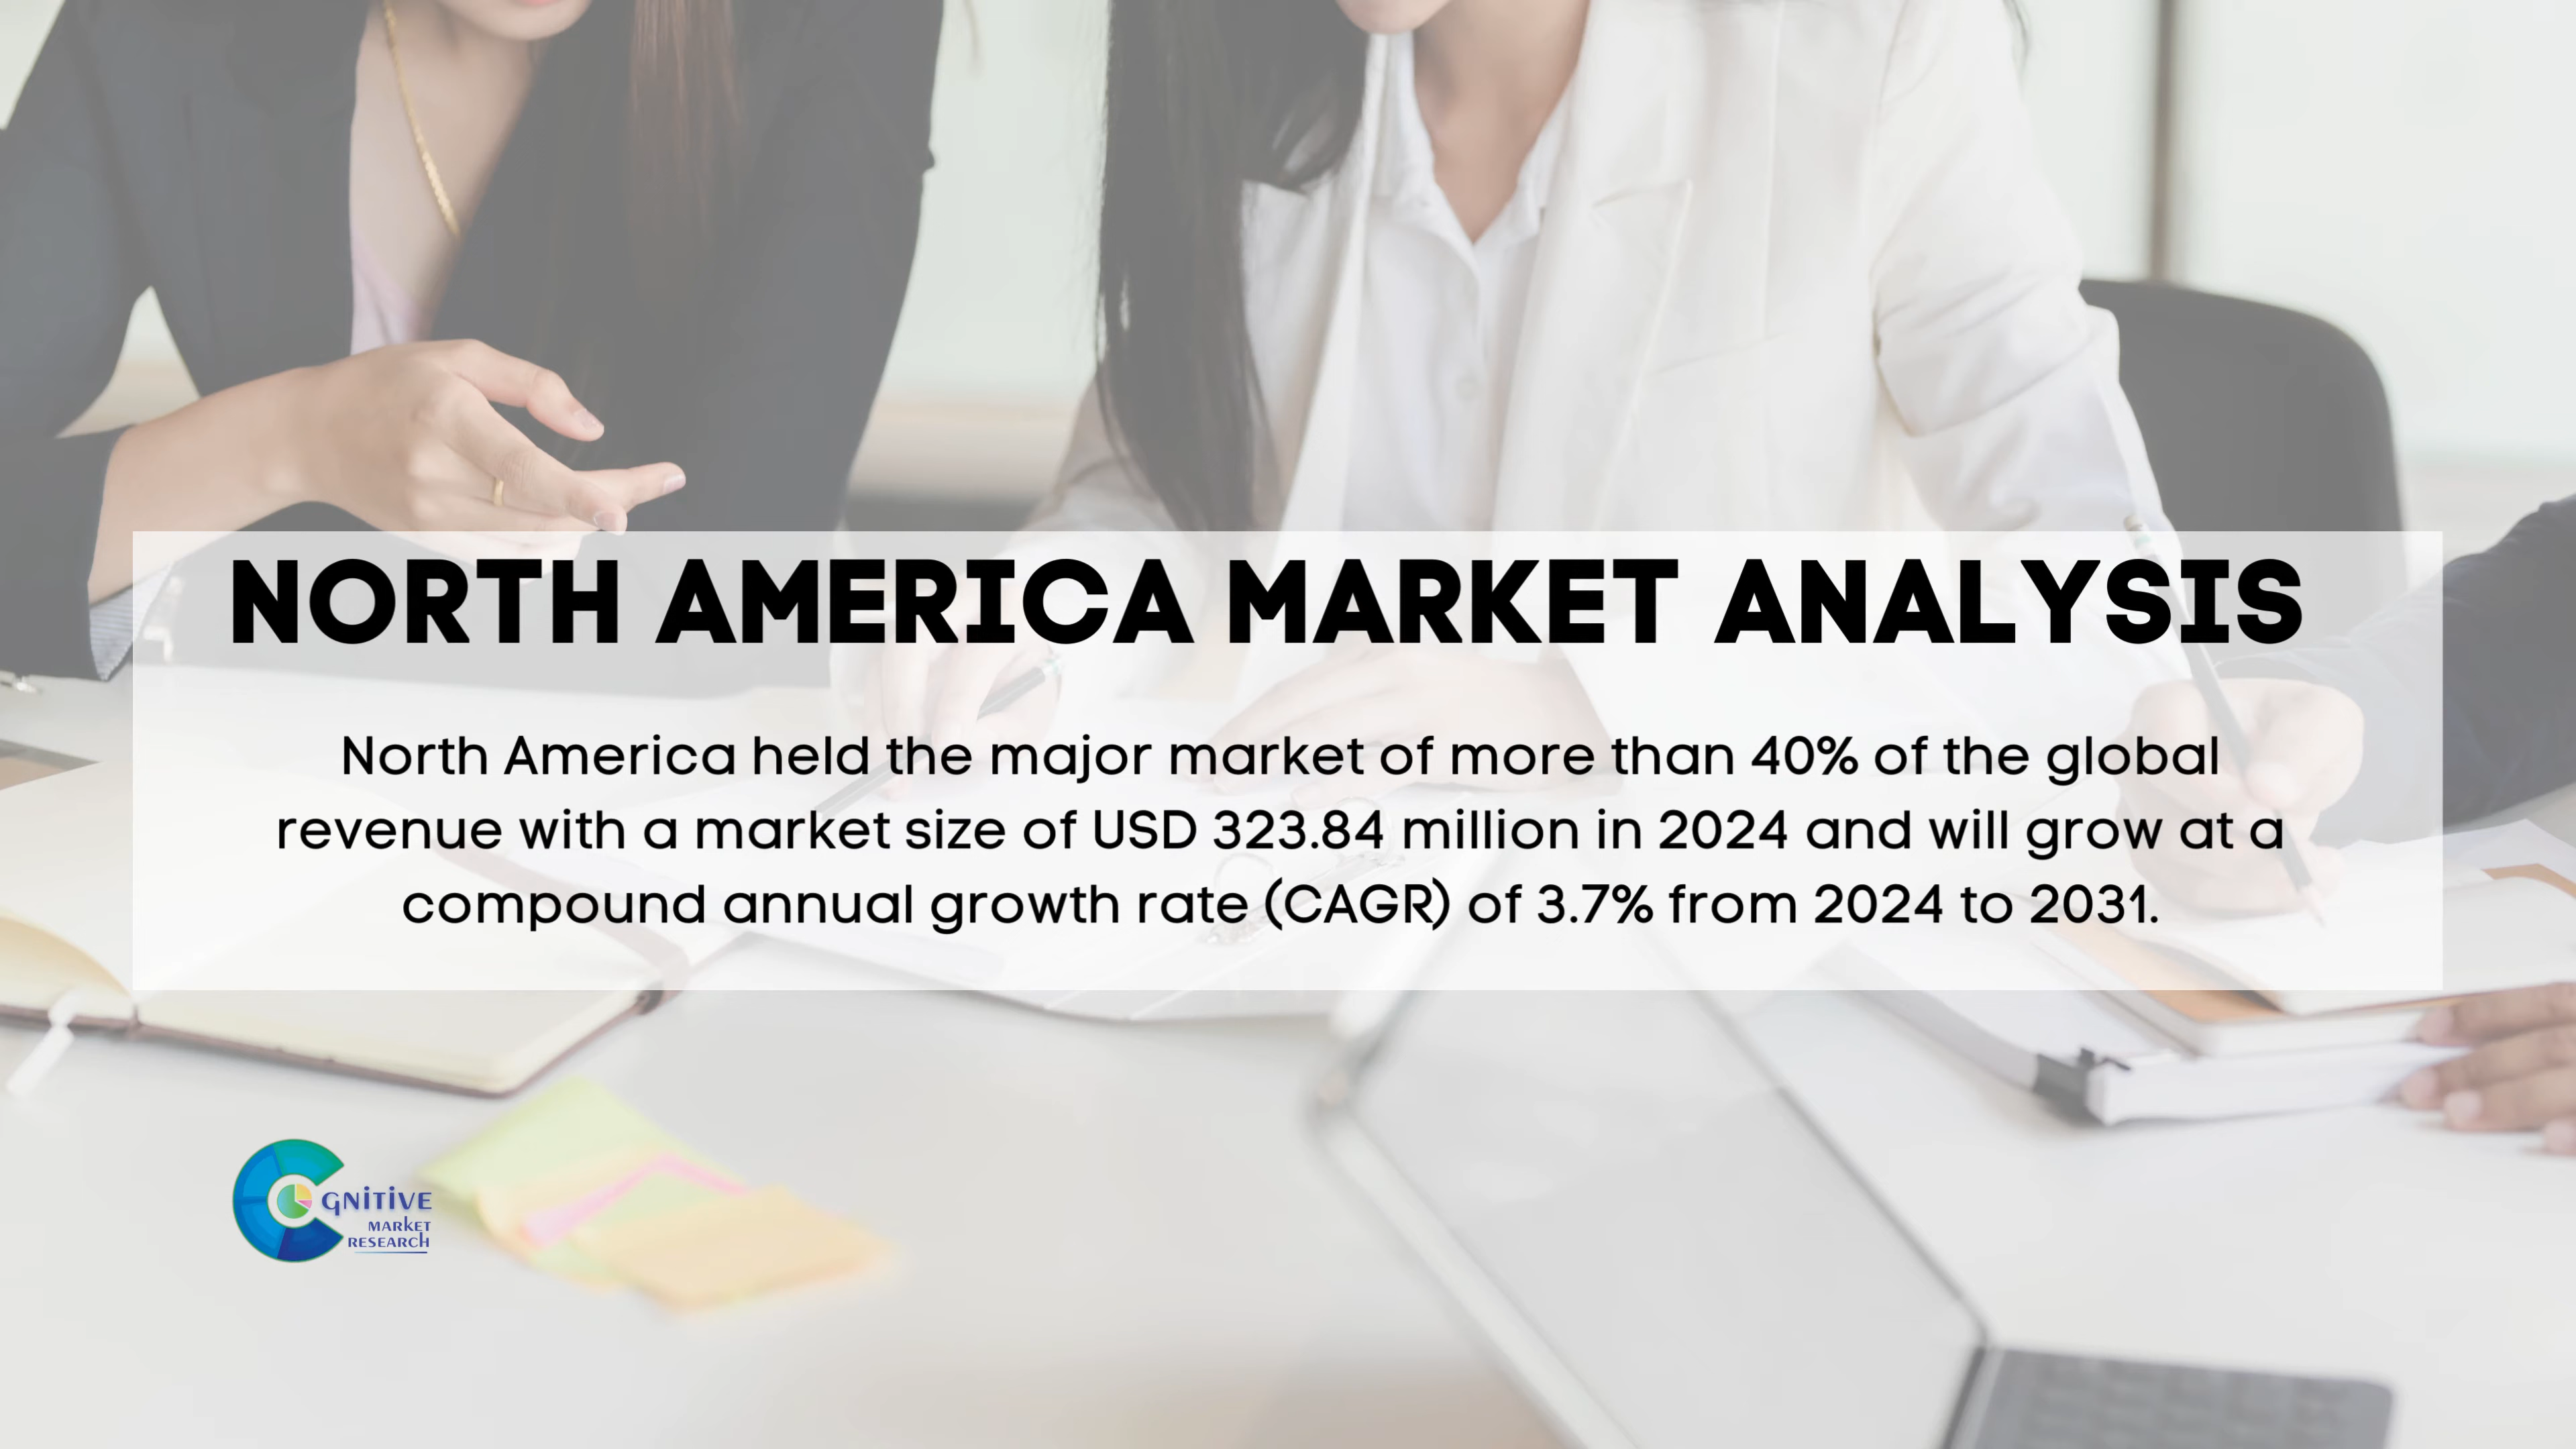 NORTH AMERICA MARKET ANALYSIS
North America held the major market of more than 40% of the global
revenue with a market size of USD 323.84 million in 2024 and will grow at a
compound annual growth rate (CAGR) of 3.7% from 2024 to 2031.
COGNITIVE
MARKET
RESEARCH